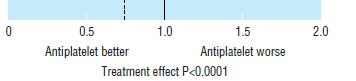 0 0.5 1.0 1.5 2.0
Antiplatelet better Antiplatelet worse
Treatment effect P<0.0001